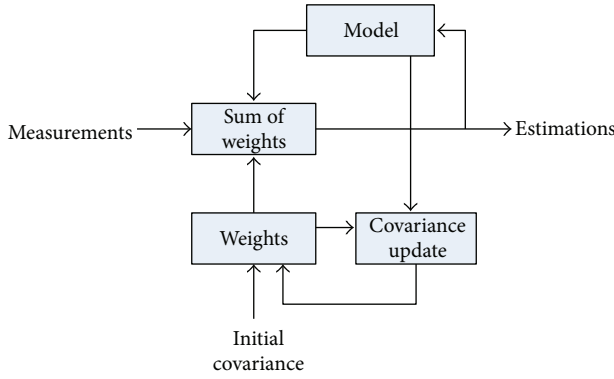 Model
Sum of
weights
Measurements
Estimations
Weights
Covariance
update
Initial
covariance